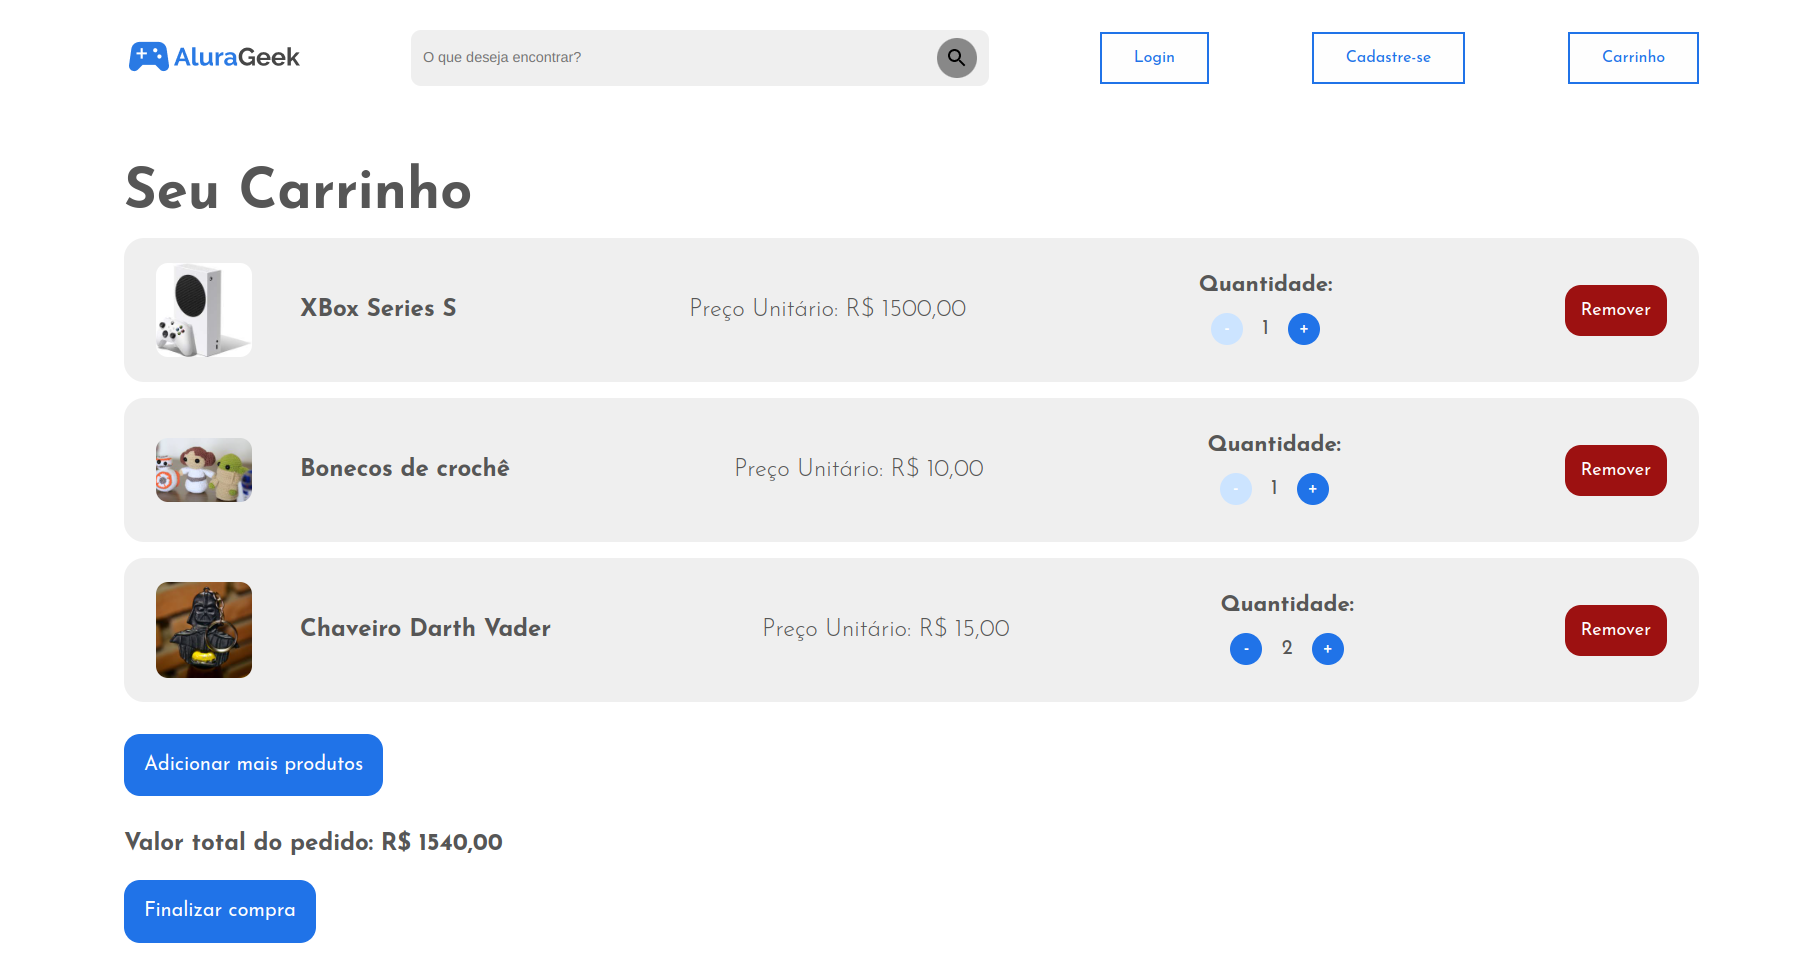 AluraGeek
O que deseja encontrar?
Login
Cadastre-se
Carrinho
Seu Carrinho
XBox Series S
Preço Unitário: R$ 1500,00
Quantidade:
- 1 +
Remover
Bonecos de crochê
Preço Unitário: R$ 10,00
Quantidade:
- 1 +
Remover
Chaveiro Darth Vader
Preço Unitário: R$ 15,00
Quantidade:
- 2 +
Remover
Adicionar mais produtos
Valor total do pedido: R$ 1540,00
Finalizar compra